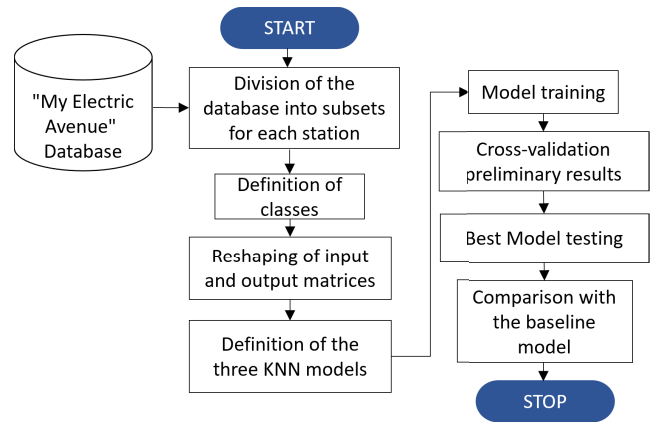 START
"My Electric
Avenue"
Database
Division of the
database into subsets
for each station
Definition of
classes
Reshaping of input
and output matrices
Definition of the
three KNN models
Model training
Cross-validation
preliminary results
Best Model testing
Comparison with
the baseline
model
STOP